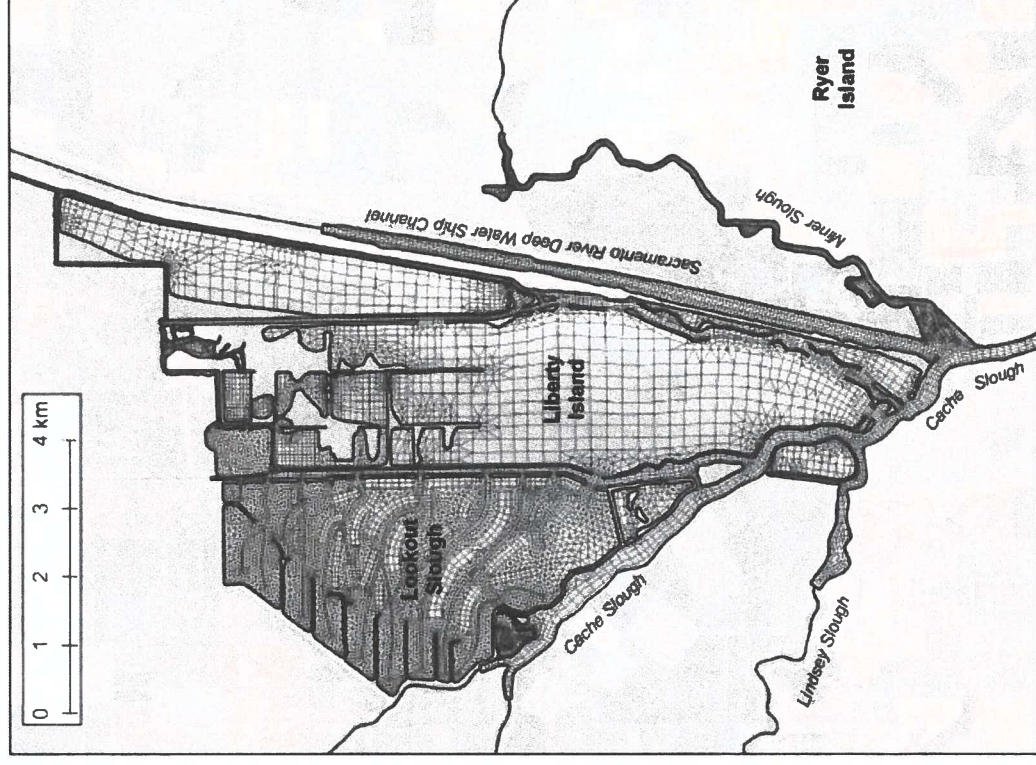 0 1 2 3 4 km
Ryer
Island
Sacramento River Deep Water Ship Channel
Miner Slough
Liberty
Island
Lookout
Slough
Cache Slough
Cache Slough
Lindsey Slough